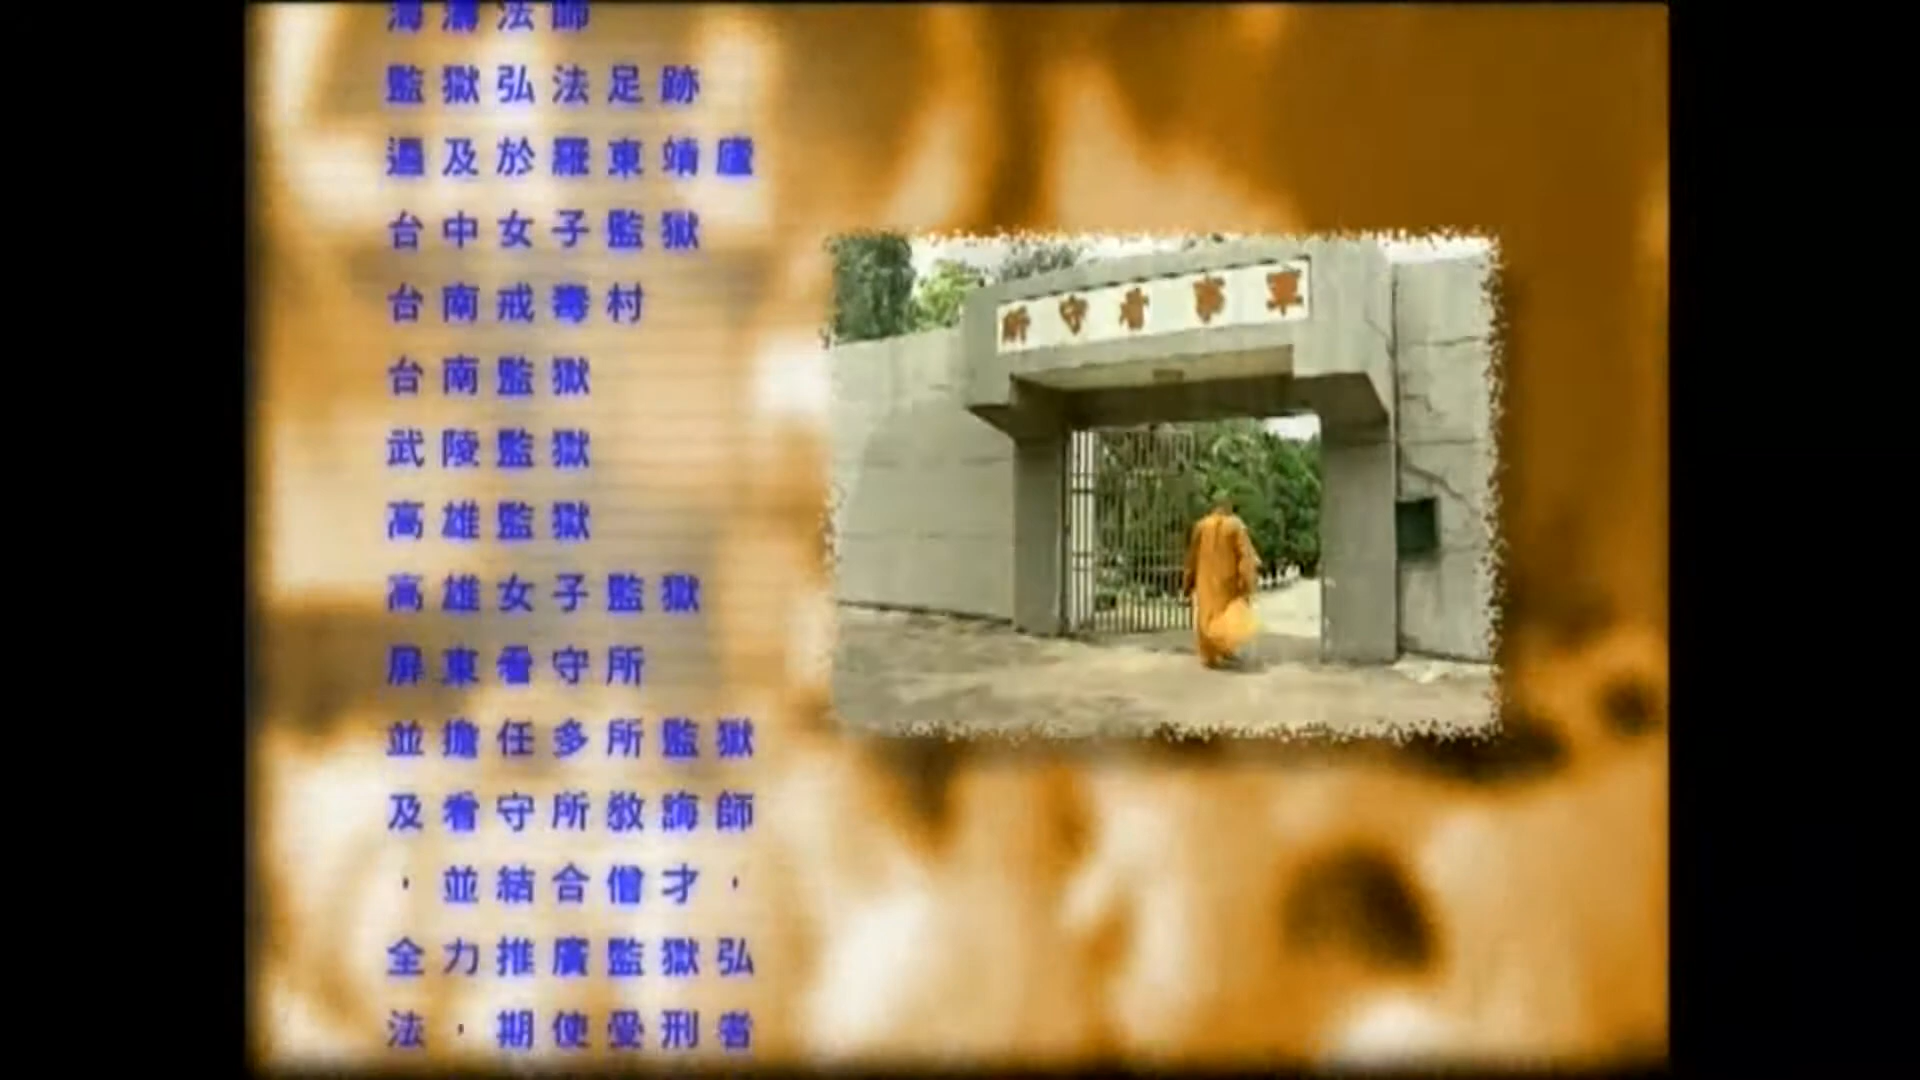 海濤法師
監獄弘法足跡
遍及於羅東靖廬
台中女子監獄
台南戒毒村
台南監獄
武陵監獄
高雄監獄
高雄女子監獄
屏東看守所
並擔任多所監獄
及看守所教誨師
，並結合僧才，
全力推廣監獄弘
法，期使受刑者
軍事看守所